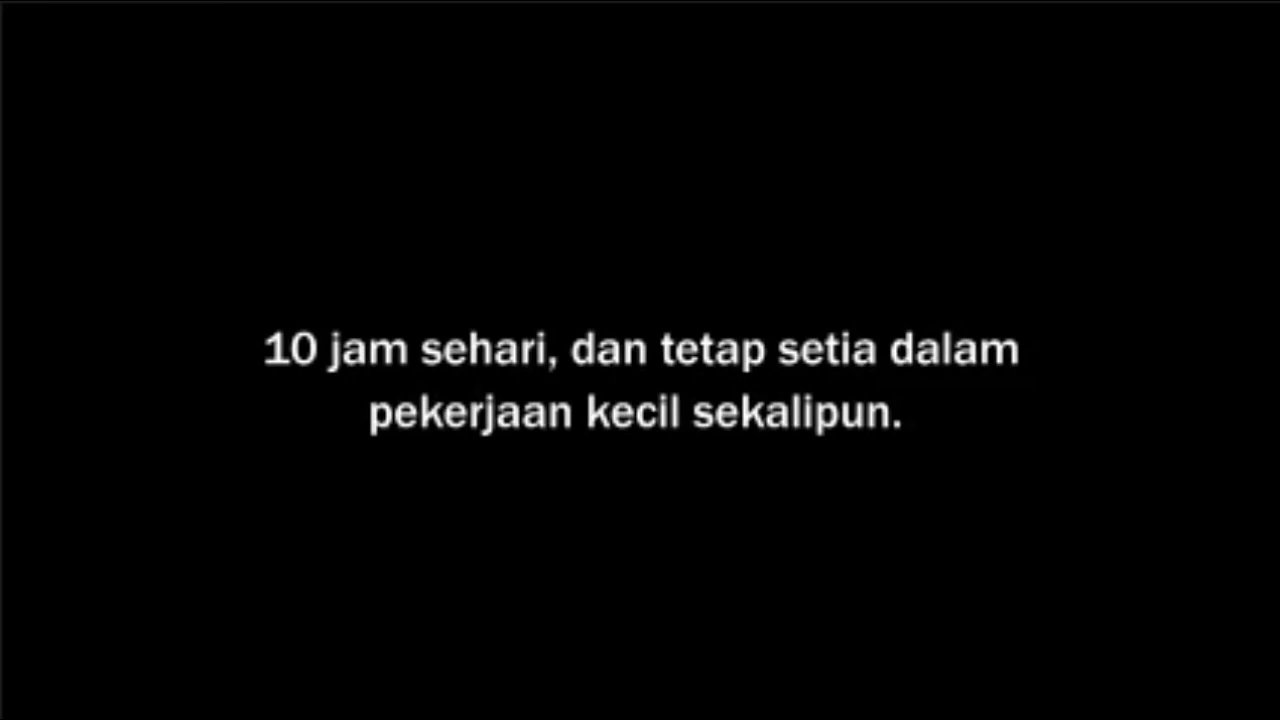 10 jam sehari, dan tetap setia dalam
pekerjaan kecil sekalipun.